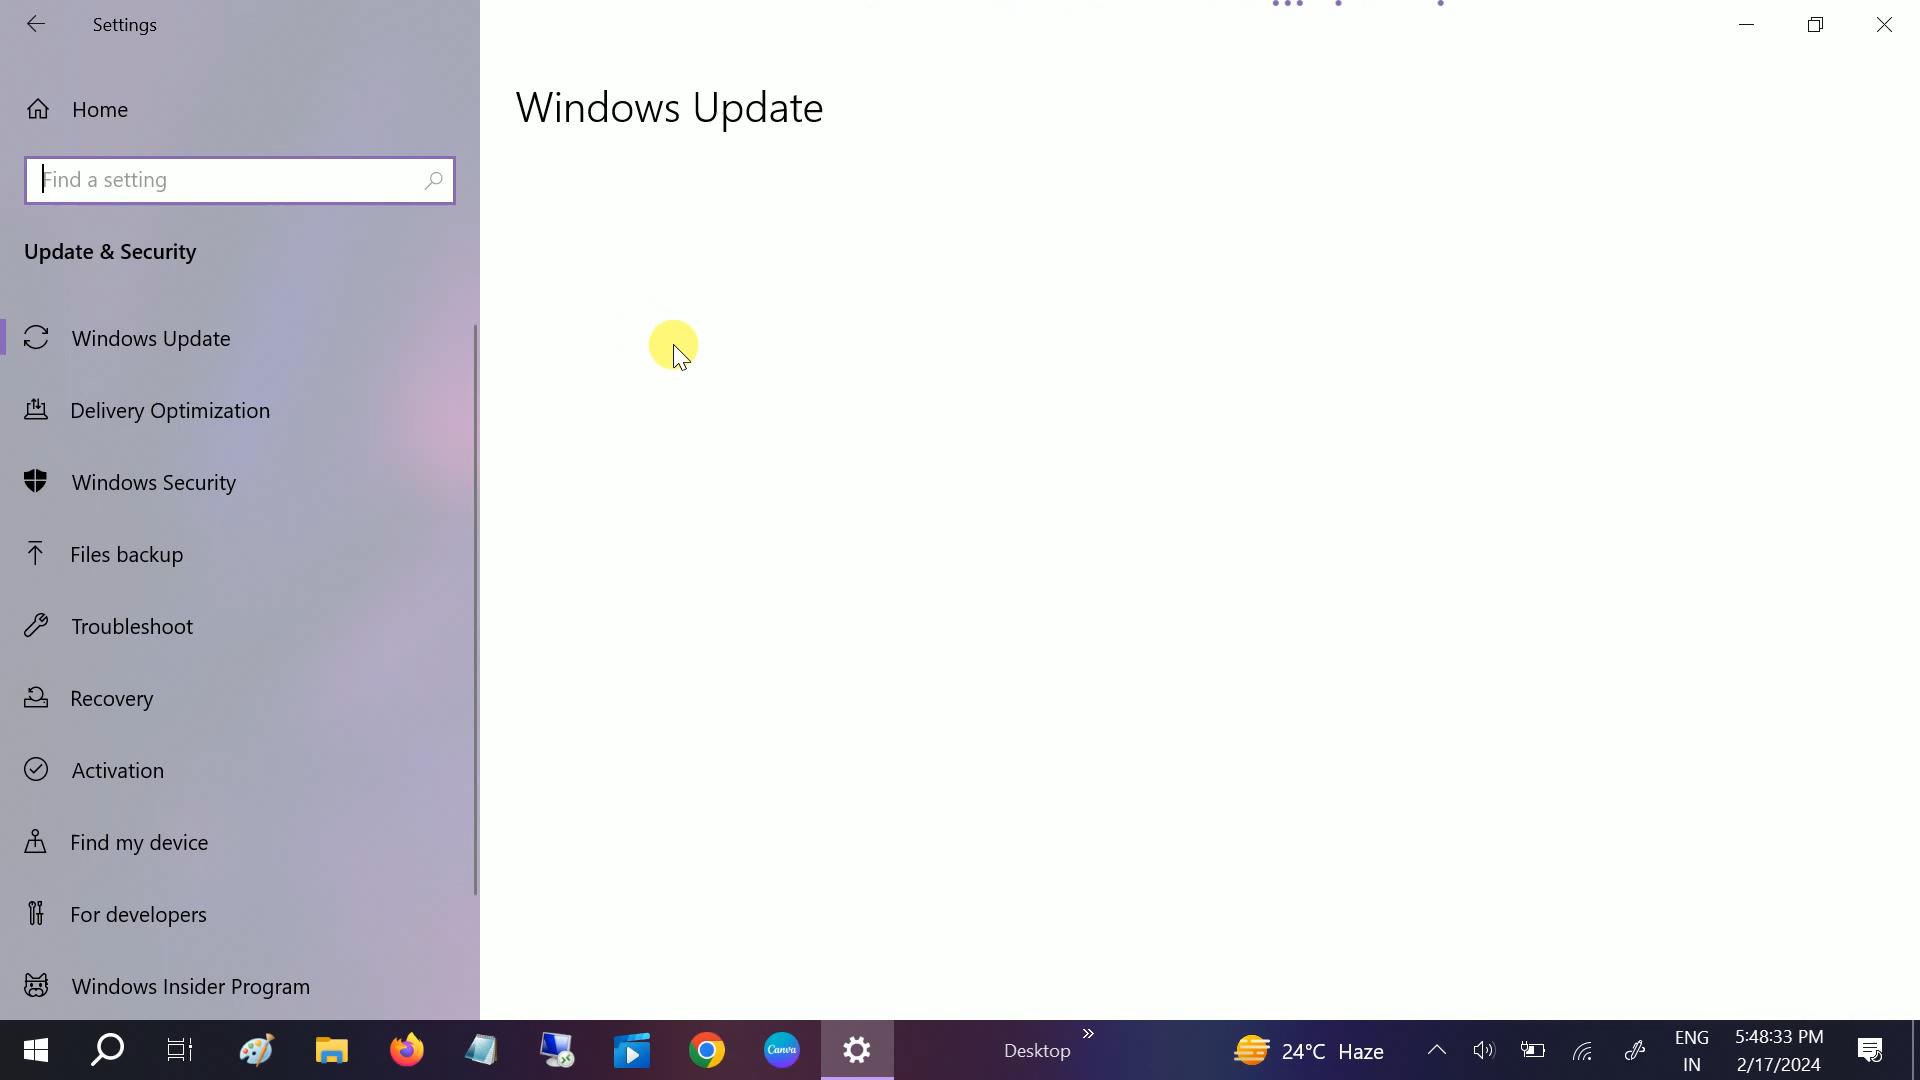 Settings
Home
Find a setting
Update & Security
Windows Update
Delivery Optimization
Windows Security
Files backup
Troubleshoot
Recovery
Activation
Find my device
For developers
Windows Insider Program
Windows Update
Canva
Desktop
24°C Haze
ENG
IN
5:48:33 PM
2/17/2024